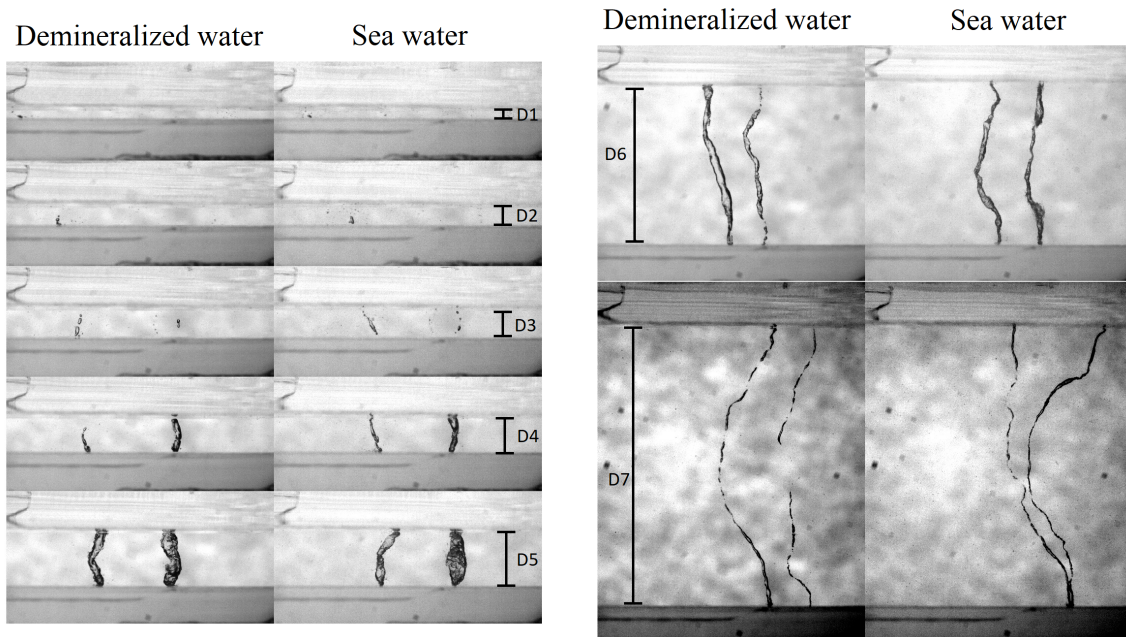 Demineralized water
Sea water
D1
D2
D3
D4
D5
Demineralized water
Sea water
D6
D7